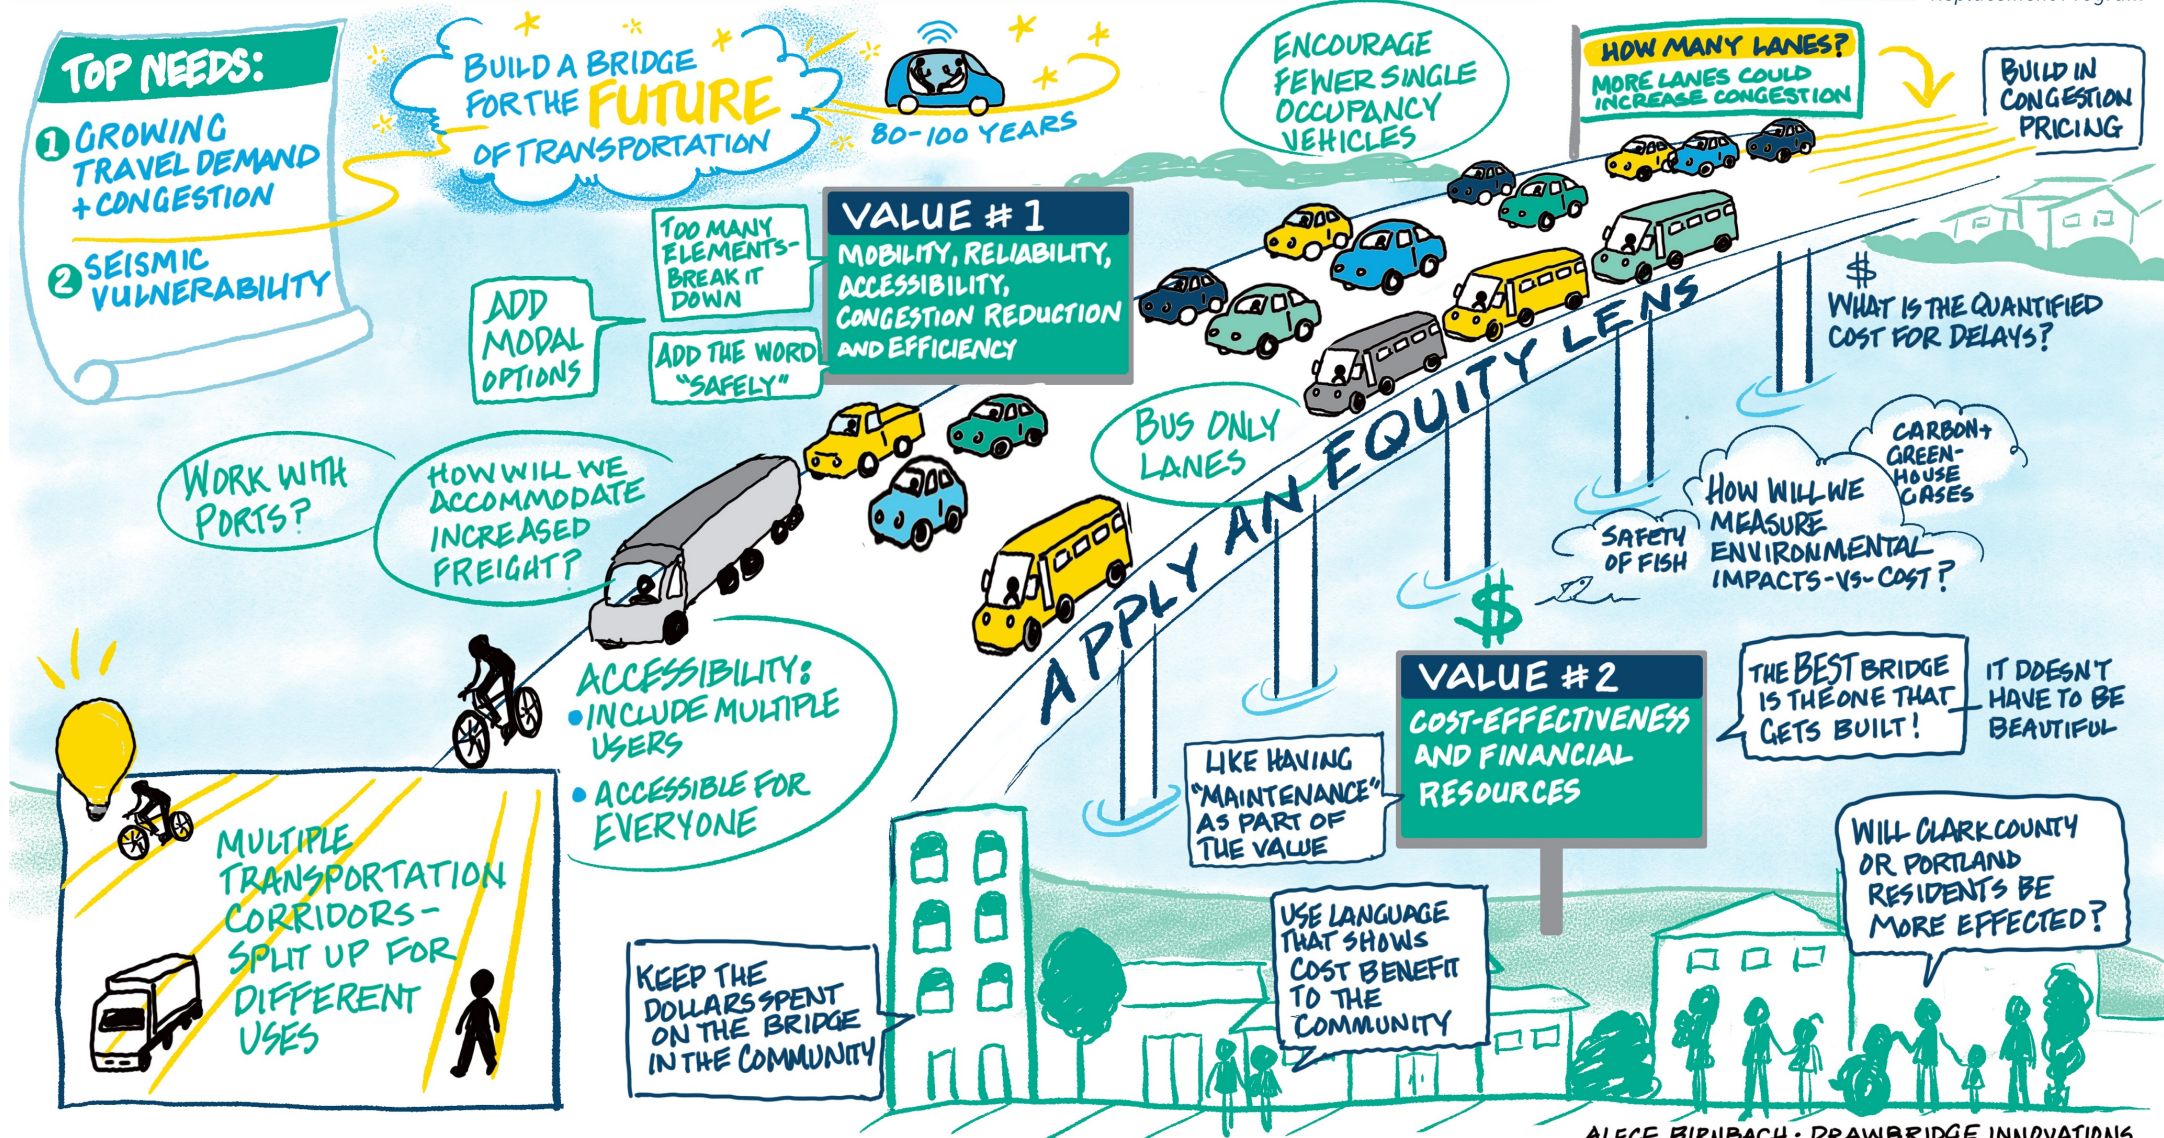 Replacement Program
TOP NEEDS:
1 GROWING
TRAVEL DEMAND
+ CONGESTION
2 SEISMIC
VULNERABILITY
BUILD A BRIDGE
FOR THE FUTURE
OF TRANSPORTATION
80-100 YEARS
ENCOURAGE
FEWER SINGLE
OCCUPANCY
VEHICLES
HOW MANY LANES?
MORE LANES COULD
INCREASE CONGESTION
BUILD IN
CONGESTION
PRICING
TOO MANY
ELEMENTS-
BREAK IT
DOWN
ADD
MODAL
OPTIONS
ADD THE WORD
"SAFELY"
VALUE #1
MOBILITY, RELIABILITY,
ACCESSIBILITY,
CONGESTION REDUCTION
AND EFFICIENCY
$
WHAT IS THE QUANTIFIED
COST FOR DELAYS?
WORK WITH
PORTS?
HOW WILL WE
ACCOMMODATE
INCREASED
FREIGHT?
BUS ONLY
LANES
APPLY AN EQUITY LENS
CARBON+
GREEN-
HOUSE
GASES
HOW WILL WE
MEASURE
ENVIRONMENTAL
IMPACTS-VS-COST?
SAFETY
OF FISH
ACCESSIBILITY:
• INCLUDE MULTIPLE
USERS
• ACCESSIBLE FOR
EVERYONE
$
VALUE #2
COST-EFFECTIVENESS
AND FINANCIAL
RESOURCES
THE BEST BRIDGE
IS THE ONE THAT
GETS BUILT!
IT DOESN'T
HAVE TO BE
BEAUTIFUL
LIKE HAVING
"MAINTENANCE"
AS PART OF
THE VALUE
MULTIPLE
TRANSPORTATION
CORRIDORS-
SPLIT UP FOR
DIFFERENT
USES
KEEP THE
DOLLARS SPENT
ON THE BRIDGE
IN THE COMMUNITY
USE LANGUAGE
THAT SHOWS
COST BENEFIT
TO THE
COMMUNITY
WILL CLARK COUNTY
OR PORTLAND
RESIDENTS BE
MORE EFFECTED?
ALECE BIRNBACH · DRAWBRIDGE INNOVATIONS